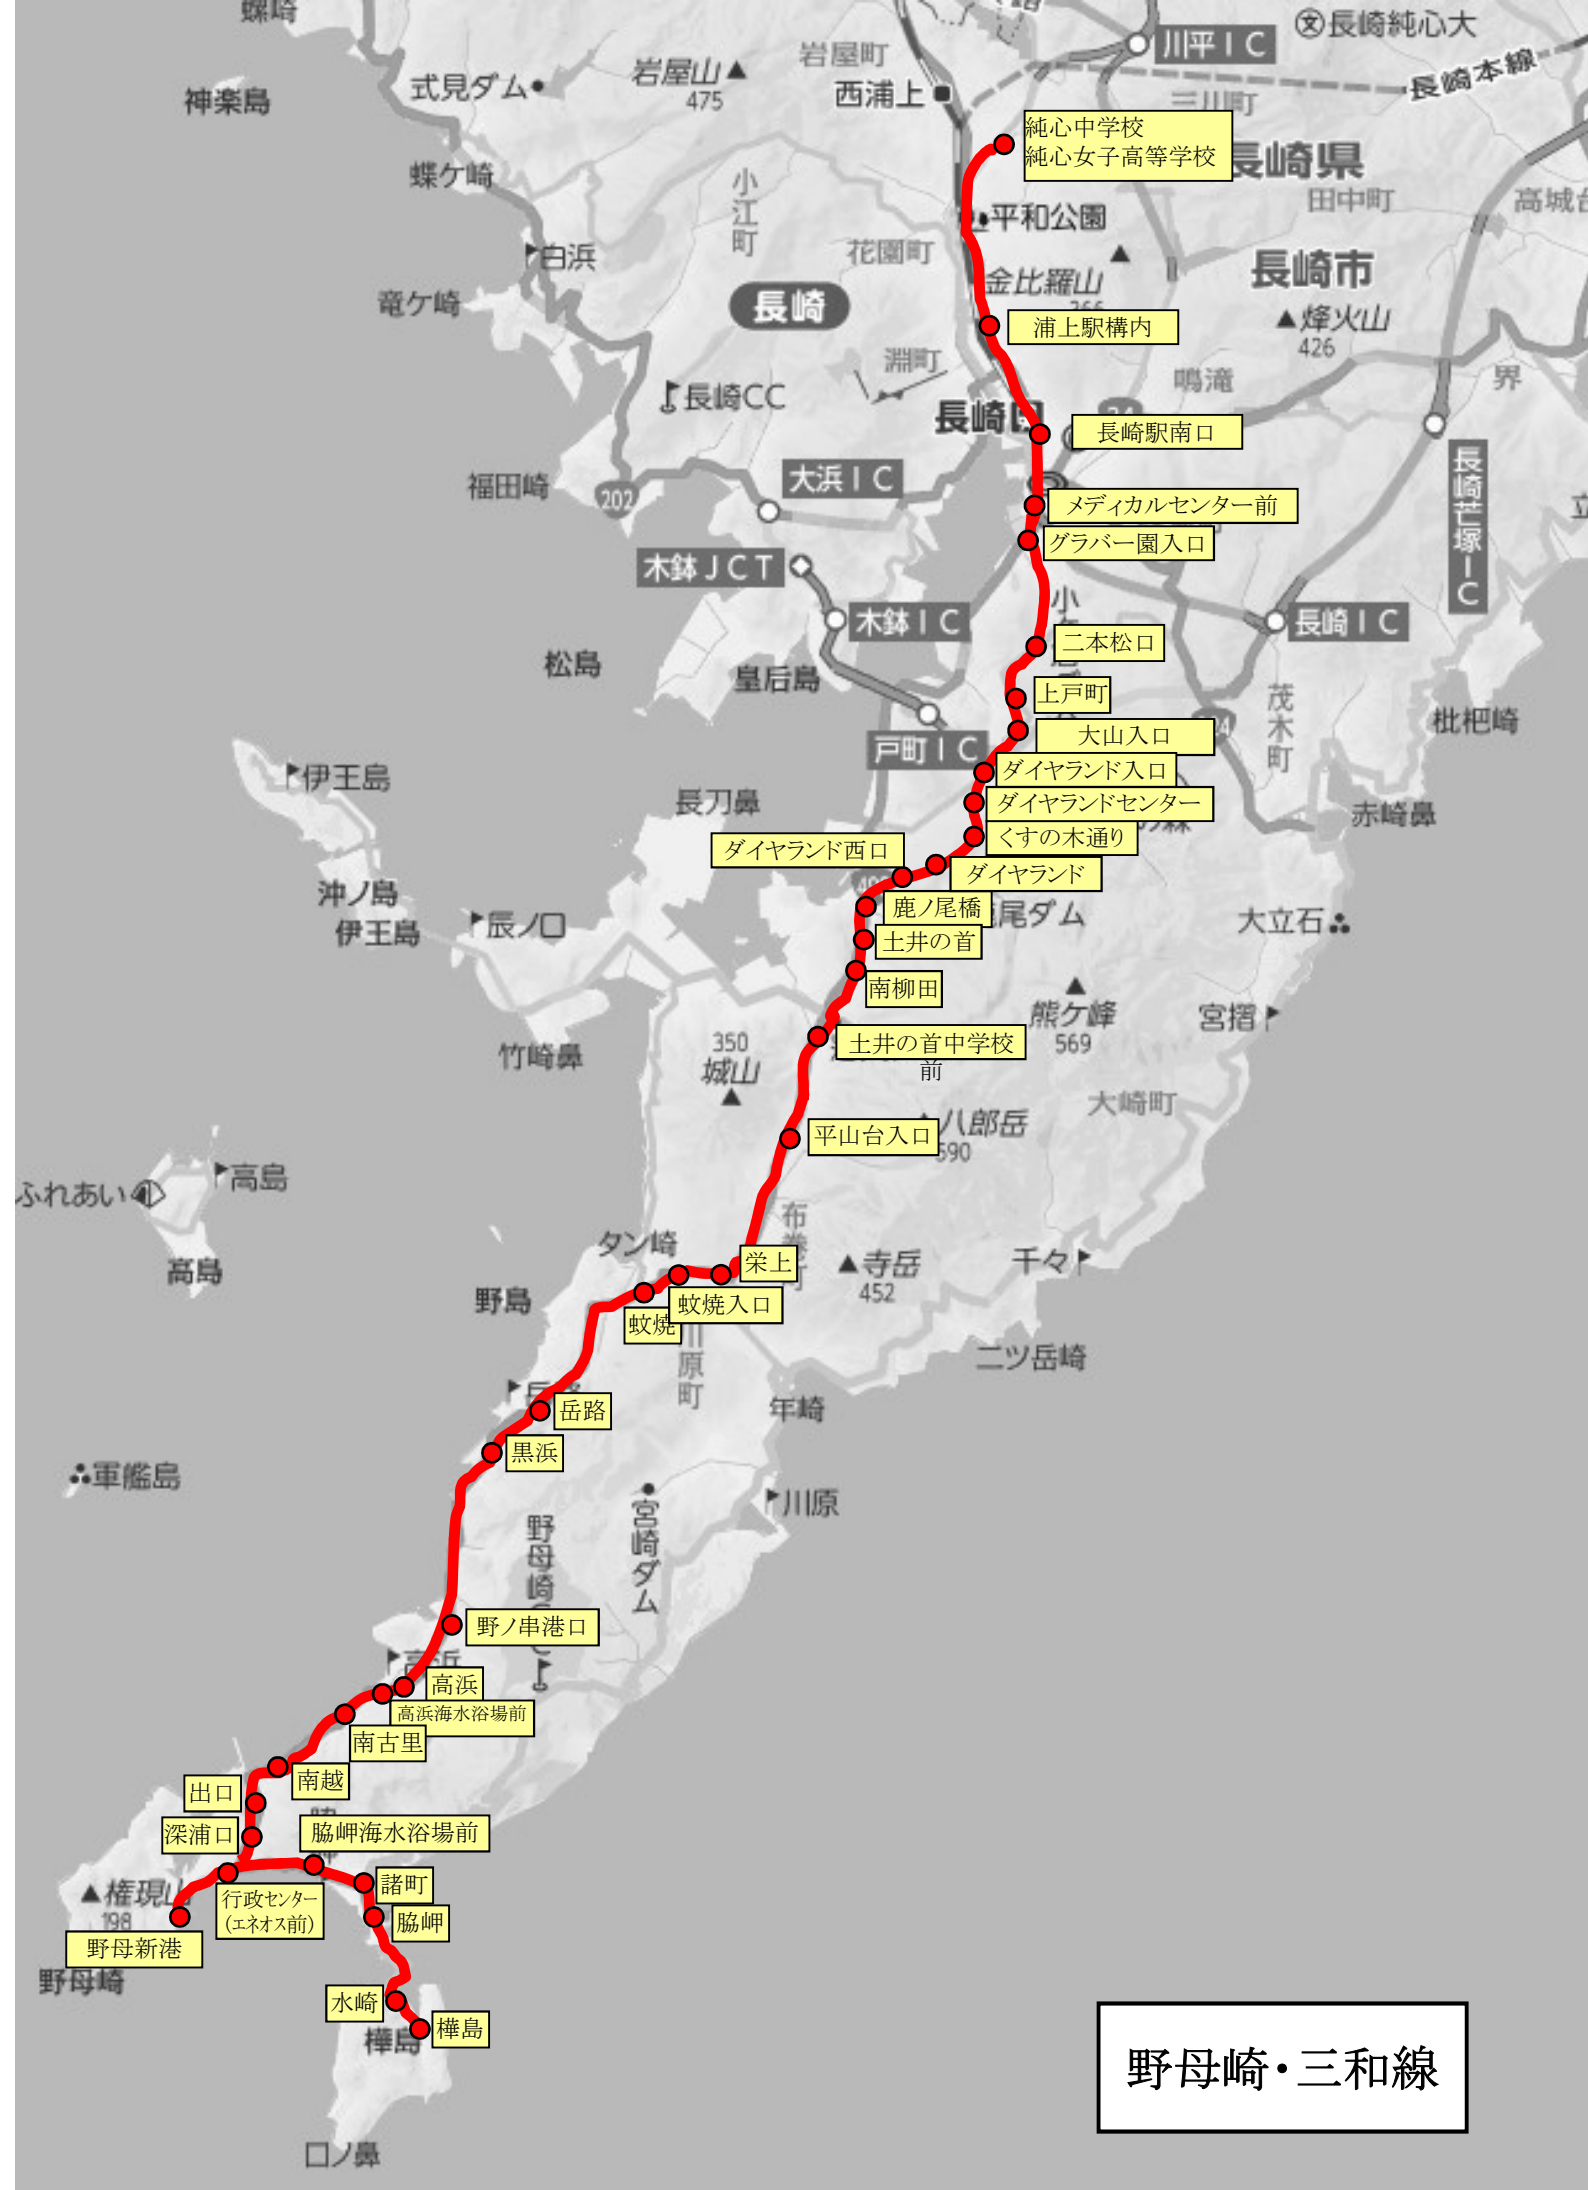 螺崎
神楽島
式見ダム
岩屋山
475
岩屋町
西浦上
川平IC
長崎純心大
長崎本線
三川町
純心中学校
純心女子高等学校
長崎県
蝶ケ崎
小江町
田中町
高城台
平和公園
白浜
花園町
金比羅山
366
長崎市
竜ケ崎
長崎
浦上駅構内
烽火山
426
淵町
鳴滝
界
長崎CC
長崎
長崎駅南口
34
福田崎
202
大浜IC
長崎芒塚IC
メディカルセンター前
立
グラバー園入口
木鉢JCT
木鉢IC
長崎IC
二本松口
松島
皇后島
上戸町
茂木町
枇杷崎
大山入口
戸町IC
伊王島
ダイヤランド入口
長刀鼻
ダイヤランドセンター
赤崎鼻
くすの木通り
ダイヤランド西口
ダイヤランド
沖ノ島
伊王島
辰ノ口
鹿ノ尾橋
尾ダム
大立石
土井の首
南柳田
熊ケ峰
569
宮摺
竹崎鼻
350
城山
土井の首中学校
前
大崎町
平山台入口
八郎岳
590
ふれあい
高島
高島
布巻町
タン崎
栄上
寺岳
452
千々
野島
蚊焼入口
蚊焼
川原町
二ツ岳崎
岳路
年崎
黒浜
軍艦島
宮崎ダム
川原
野母崎
野ノ串港口
高浜
高浜
高浜海水浴場前
南古里
南越
出口
深浦口
脇岬海水浴場前
権現山
198
諸町
行政センター
(エネオス前)
脇岬
野母新港
野母崎
水崎
樺島
樺島
野母崎・三和線
口ノ鼻